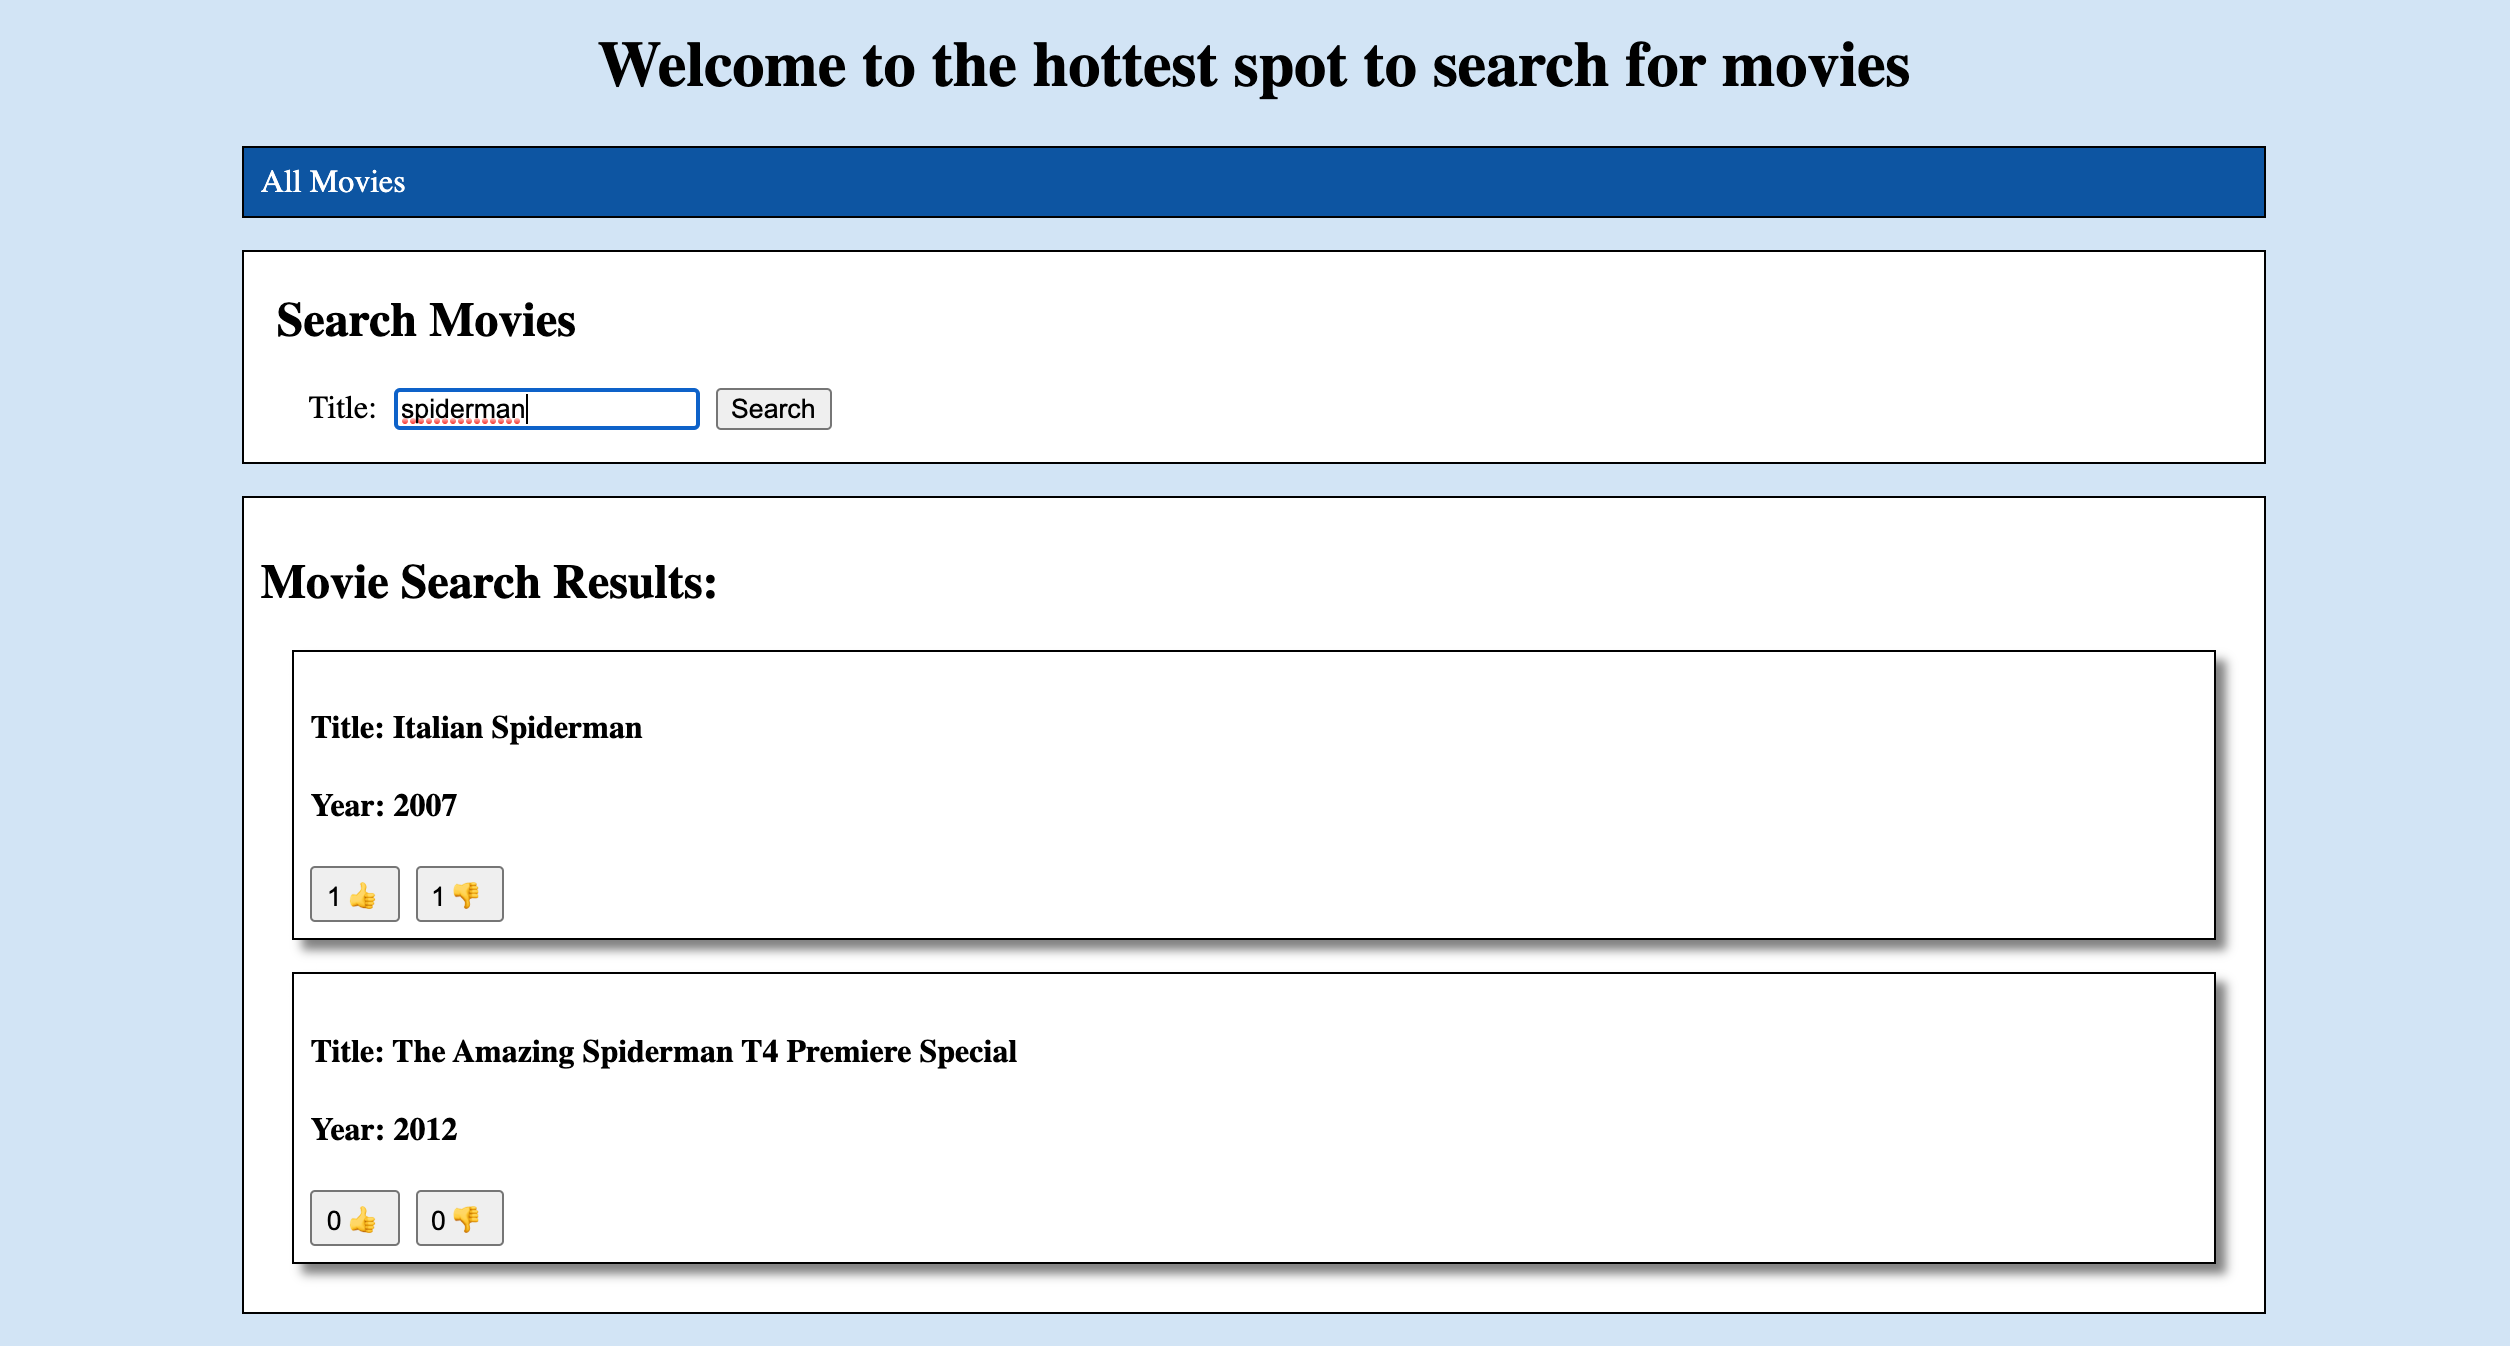 Welcome to the hottest spot to search for movies
All Movies
Search Movies
Title: spiderman Search
Movie Search Results:
Title: Italian Spiderman
Year: 2007
1 👍 1 👎
Title: The Amazing Spiderman T4 Premiere Special
Year: 2012
0 👍 0 👎